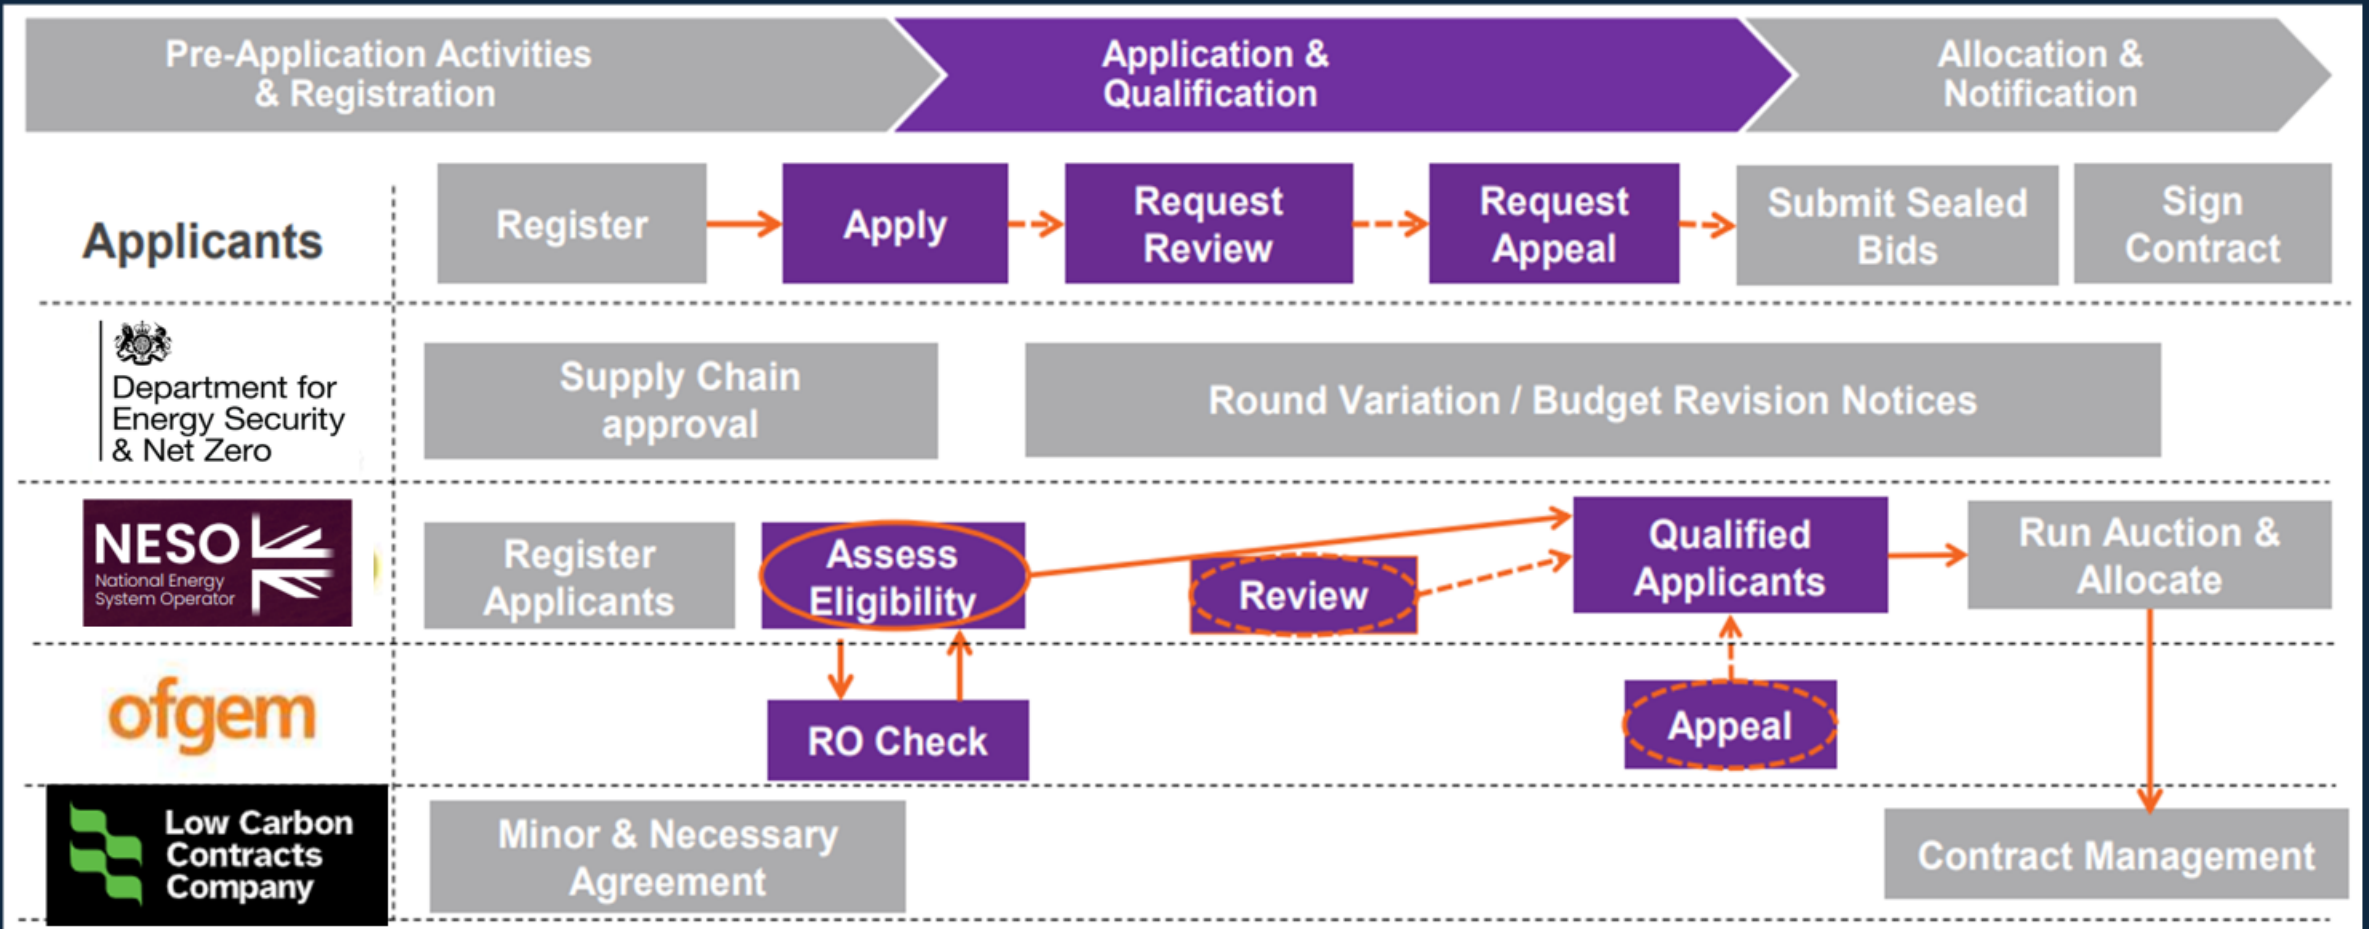 Pre-Application Activities
& Registration
Application &
Qualification
Allocation &
Notification
Applicants
Register
Apply
Request
Review
Request
Appeal
Submit Sealed
Bids
Sign
Contract
Department for
Energy Security
& Net Zero
Supply Chain
approval
Round Variation / Budget Revision Notices
NESO
National Energy
System Operator
Register
Applicants
Assess
Eligibility
Review
Qualified
Applicants
Run Auction &
Allocate
ofgem
RO Check
Appeal
Low Carbon
Contracts
Company
Minor & Necessary
Agreement
Contract Management